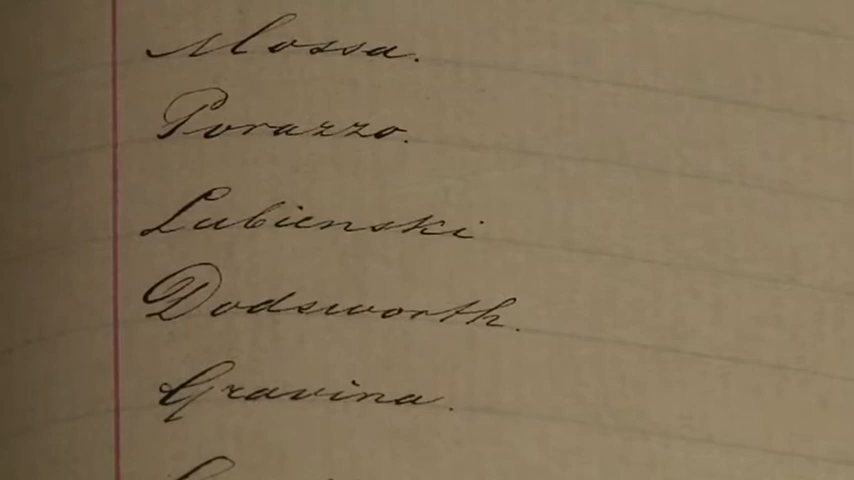 Mossa.
Porazzo.
Lubienski
Dodsworth.
Gravina.